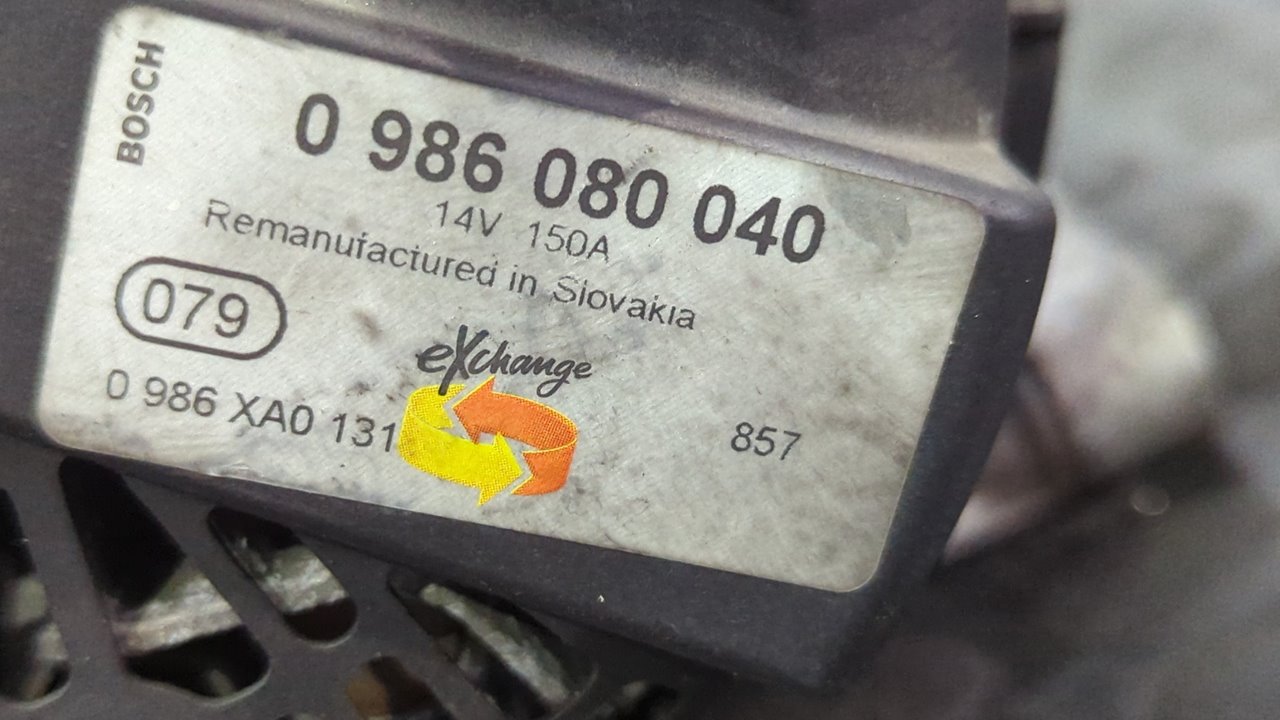 BOSCH
0 986 080 040
14V 150A
Remanufactured in Slovakia
079
eXchange
0 986 XA0 131
857